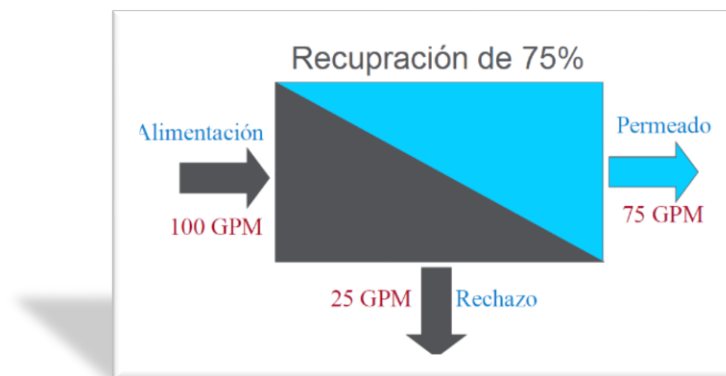 Recupración de 75%
Alimentación
100 GPM
Permeado
75 GPM
25 GPM Rechazo